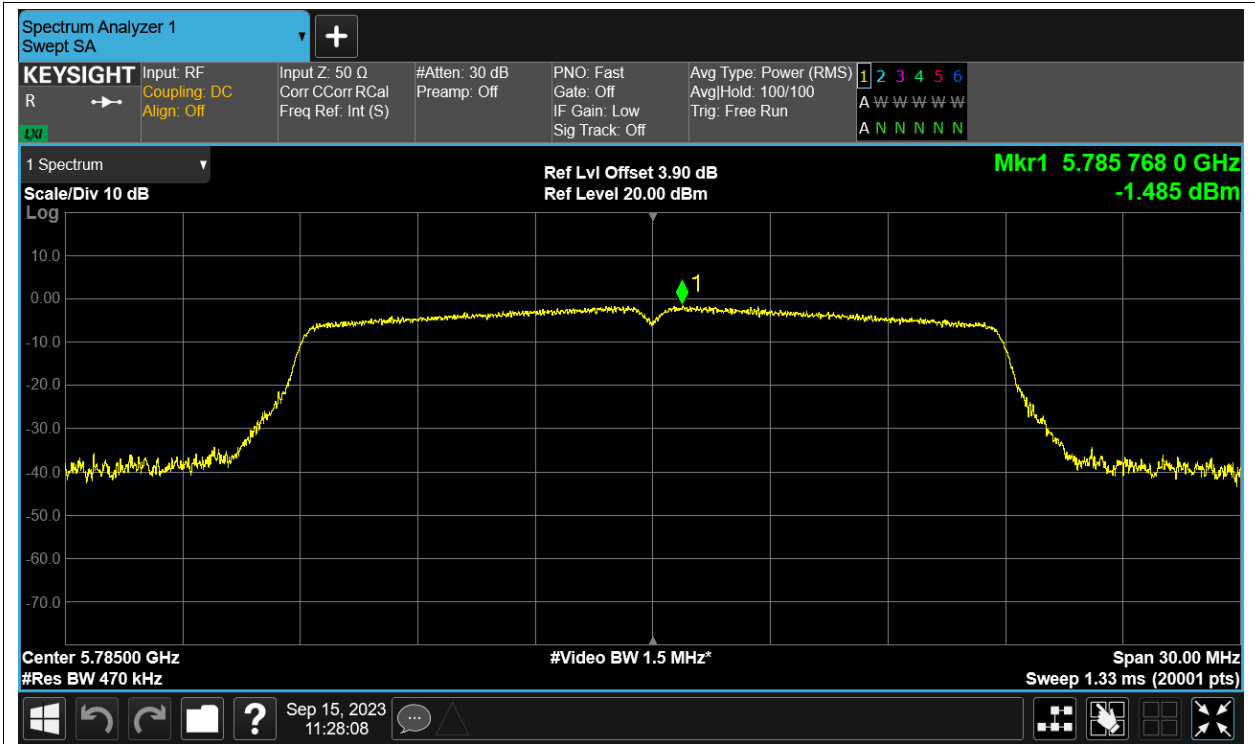 Spectrum Analyzer 1
Swept SA
KEYSIGHT
R
LXI
Input: RF
Coupling: DC
Align: Off
Input Z: 50 Ω
Corr CCorr RCal
Freq Ref: Int (S)
#Atten: 30 dB
Preamp: Off
PNO: Fast
Gate: Off
IF Gain: Low
Sig Track: Off
Avg Type: Power (RMS)
Avg|Hold: 100/100
Trig: Free Run
1 2 3 4 5 6
A W W W W W
A N N N N N
1 Spectrum
Scale/Div 10 dB
Log
Ref Lvl Offset 3.90 dB
Ref Level 20.00 dBm
Mkr1 5.785 768 0 GHz
-1.485 dBm
10.0
0.00
-10.0
-20.0
-30.0
-40.0
-50.0
-60.0
-70.0
1
Center 5.78500 GHz
#Res BW 470 kHz
#Video BW 1.5 MHz*
Span 30.00 MHz
Sweep 1.33 ms (20001 pts)
?
Sep 15, 2023
11:28:08